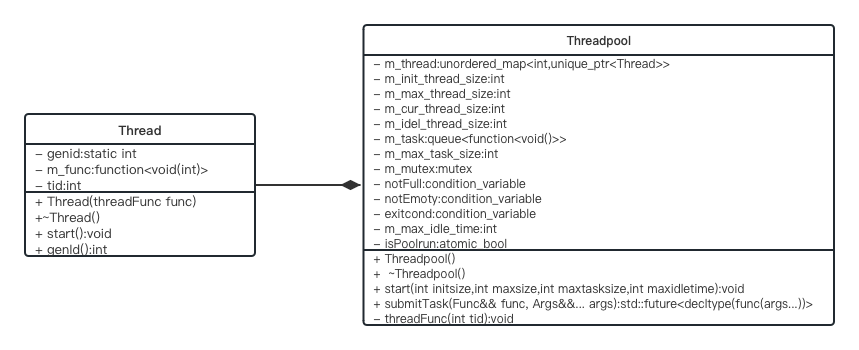 Thread
– genid:static int
– m_func:function<void(int)>
– tid:int
+ Thread(threadFunc func)
+~Thread()
+ start():void
+ genId():int
Threadpool
– m_thread:unordered_map<int,unique_ptr<Thread>>
– m_init_thread_size:int
– m_max_thread_size:int
– m_cur_thread_size:int
– m_idel_thread_size:int
– m_task:queue<function<void()>>
– m_max_task_size:int
– m_mutex:mutex
– notFull:condition_variable
– notEmoty:condition_variable
– exitcond:condition_variable
– m_max_idle_time:int
– isPoolrun:atomic_bool
+ Threadpool()
+ ~Threadpool()
+ start(int initsize,int maxsize,int maxtasksize,int maxidletime):void
+ submitTask(Func&& func, Args&&... args):std::future<decltype(func(args...))>
– threadFunc(int tid):void